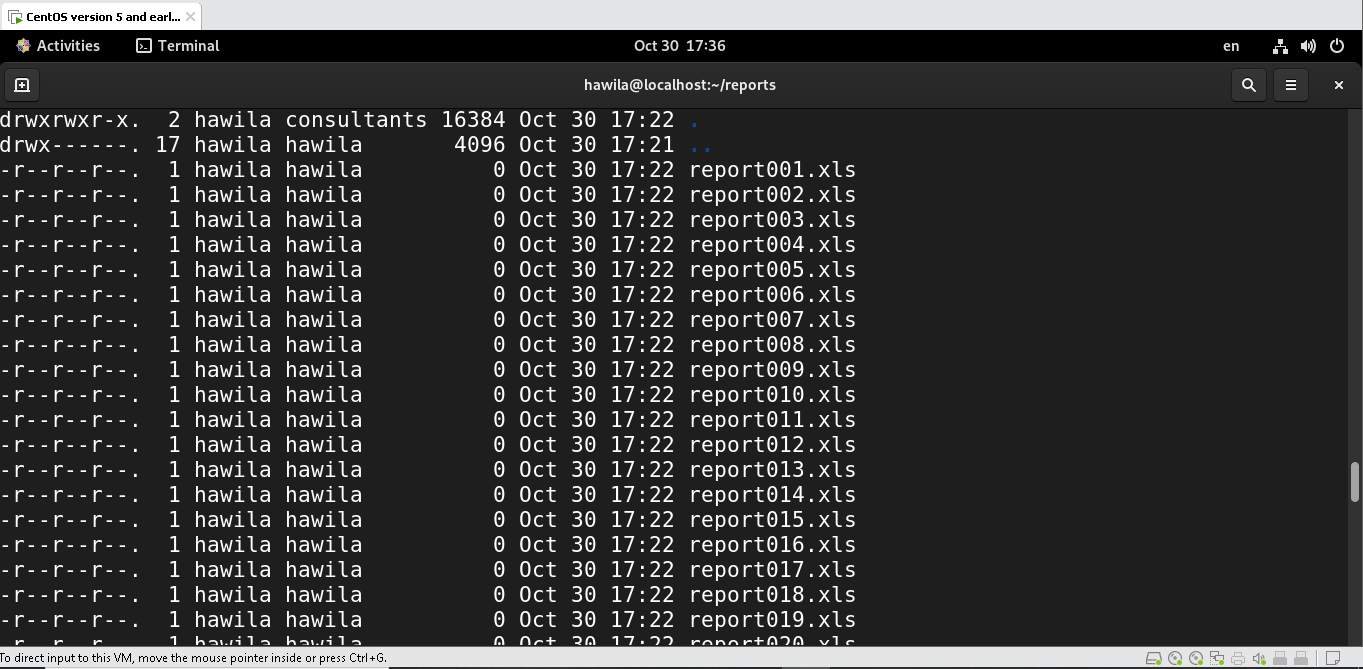 CentOS version 5 and earl...
Activities Terminal Oct 30 17:36 en
hawila@localhost:~/reports
drwxrwxr-x.  2 hawila consultants 16384 Oct 30 17:22 .
drwx------. 17 hawila hawila       4096 Oct 30 17:21 ..
-r--r--r--.  1 hawila hawila          0 Oct 30 17:22 report001.xls
-r--r--r--.  1 hawila hawila          0 Oct 30 17:22 report002.xls
-r--r--r--.  1 hawila hawila          0 Oct 30 17:22 report003.xls
-r--r--r--.  1 hawila hawila          0 Oct 30 17:22 report004.xls
-r--r--r--.  1 hawila hawila          0 Oct 30 17:22 report005.xls
-r--r--r--.  1 hawila hawila          0 Oct 30 17:22 report006.xls
-r--r--r--.  1 hawila hawila          0 Oct 30 17:22 report007.xls
-r--r--r--.  1 hawila hawila          0 Oct 30 17:22 report008.xls
-r--r--r--.  1 hawila hawila          0 Oct 30 17:22 report009.xls
-r--r--r--.  1 hawila hawila          0 Oct 30 17:22 report010.xls
-r--r--r--.  1 hawila hawila          0 Oct 30 17:22 report011.xls
-r--r--r--.  1 hawila hawila          0 Oct 30 17:22 report012.xls
-r--r--r--.  1 hawila hawila          0 Oct 30 17:22 report013.xls
-r--r--r--.  1 hawila hawila          0 Oct 30 17:22 report014.xls
-r--r--r--.  1 hawila hawila          0 Oct 30 17:22 report015.xls
-r--r--r--.  1 hawila hawila          0 Oct 30 17:22 report016.xls
-r--r--r--.  1 hawila hawila          0 Oct 30 17:22 report017.xls
-r--r--r--.  1 hawila hawila          0 Oct 30 17:22 report018.xls
-r--r--r--.  1 hawila hawila          0 Oct 30 17:22 report019.xls
-r--r--r--.  1 hawila hawila          0 Oct 30 17:22 report020.xls
To direct input to this VM, move the mouse pointer inside or press Ctrl+G.